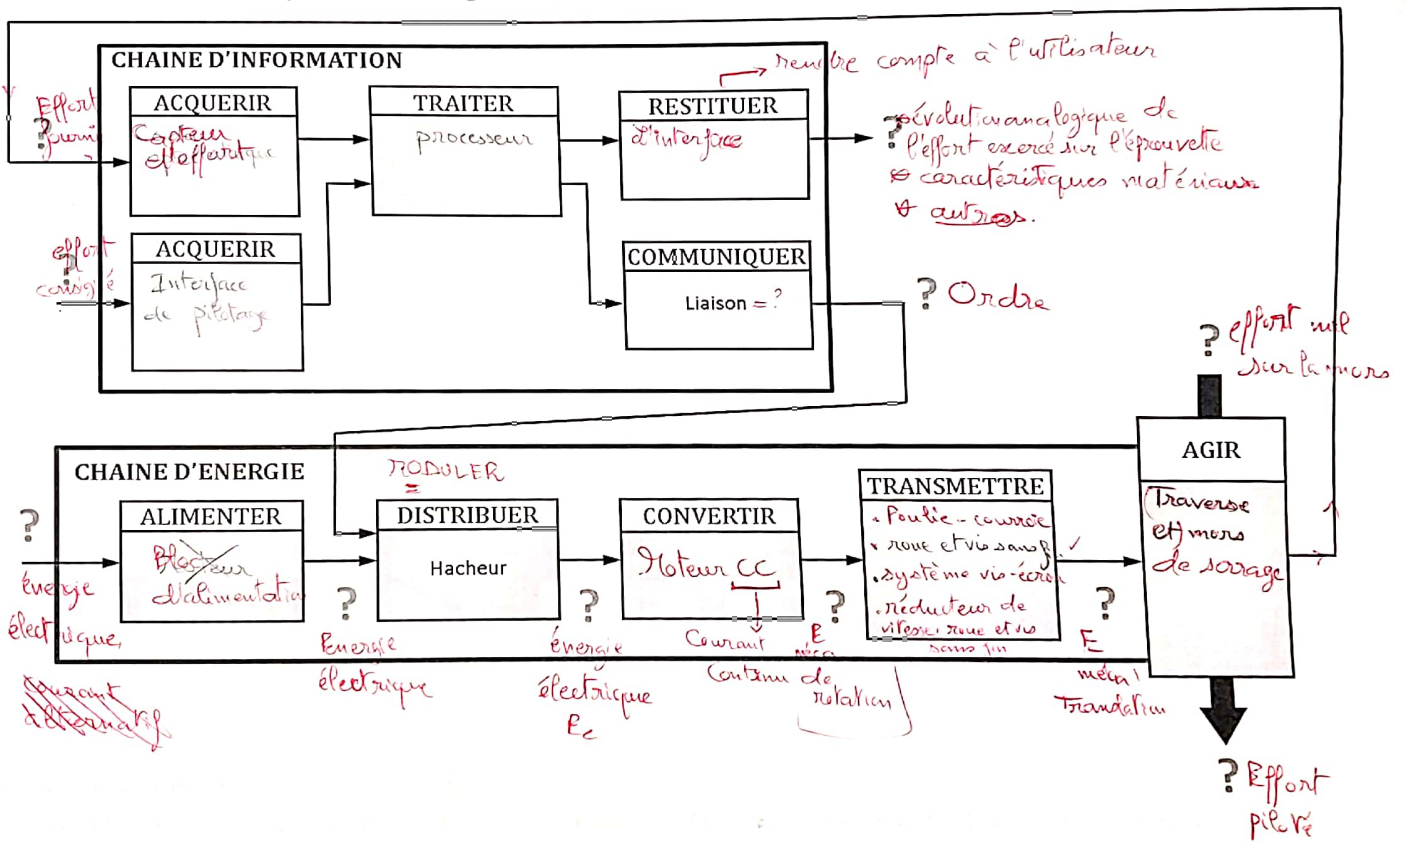 CHAINE D'INFORMATION
rendre compte à l'utilisateur
Effort
fourni
?
ACQUERIR
Capteur
d'effort
TRAITER
processeur
RESTITUER
L'interface
?
évolution analogique de
l'effort exercé sur l'éprouvette
caractéristiques matériaux
autres.
effort
?
consigné
ACQUERIR
Interface
de pilotage
COMMUNIQUER
Liaison = ?
? Ordre
? effort nul
sur la mors
CHAINE D'ENERGIE
MODULER
?
énergie
électrique
ALIMENTER
d'alimentation
DISTRIBUER
Hacheur
CONVERTIR
Moteur CC
TRANSMETTRE
. Poulie - courroie
. roue et vis sans f. ✓
. système vis-écrou
. réducteur de
vitesse, roue et vis
sans fin
AGIR
(Traverse
et) mors
de serrage
?
Energie
électrique
?
énergie
électrique
Ee
Courant
Continu
?
E
méca
de
rotation
?
E
méca
Translation
courant
alternatif
? Effort
piloté